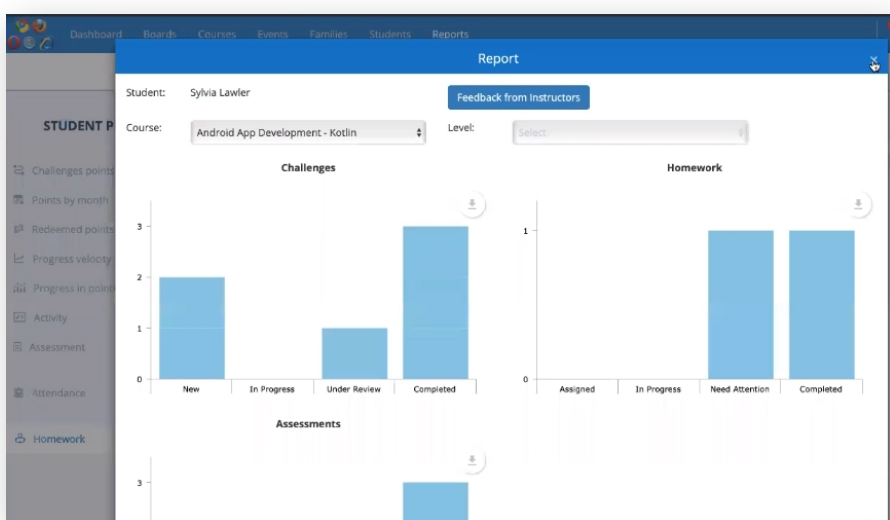 Dashboard Boards Courses Events Families Students Reports
Report
Student: Sylvia Lawler
Feedback from Instructors
STUDENT P
Course: Android App Development - Kotlin
Level: Select
Challenges points
Points by month
Redeemed points
Progress velocity
Progress in point
Activity
Assessment
Attendance
Homework
Challenges
3
2
1
0
New In Progress Under Review Completed
Homework
1
0
Assigned In Progress Need Attention Completed
Assessments
3